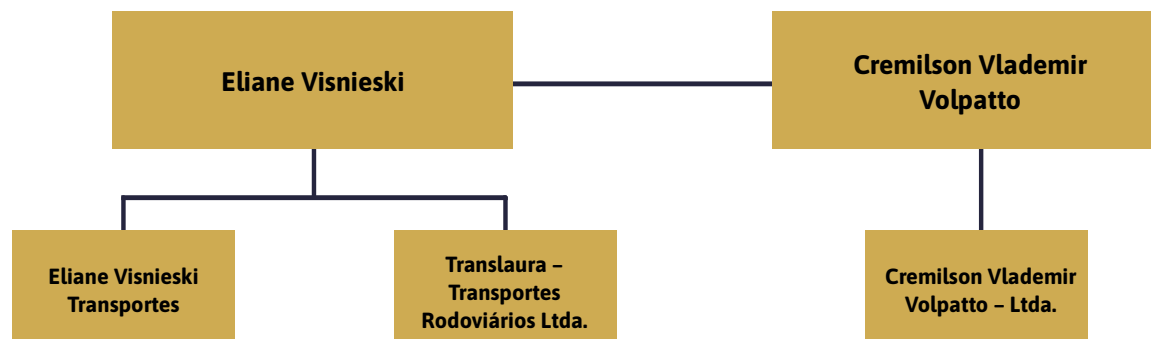 Eliane Visnieski
Cremilson Vlademir
Volpatto
Eliane Visnieski
Transportes
Translaura –
Transportes
Rodoviários Ltda.
Cremilson Vlademir
Volpatto – Ltda.